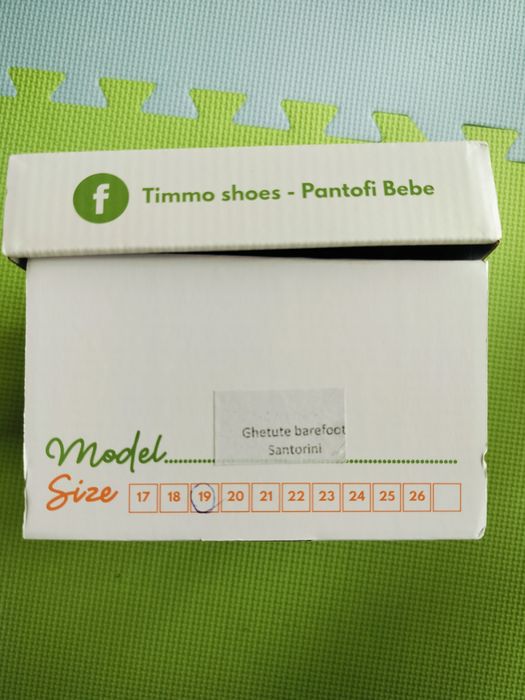 f Timmo shoes - Pantofi Bebe
Ghetute barefoot
Santorini
Model
Size 17 18 19 20 21 22 23 24 25 26